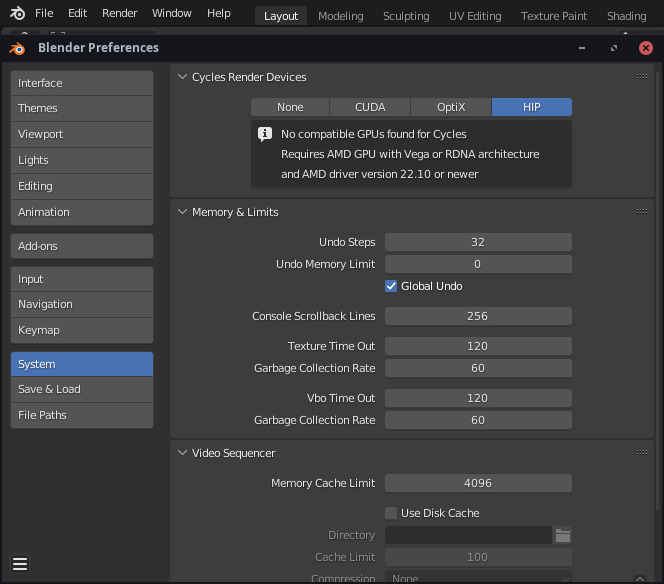 File Edit Render Window Help Layout Modeling Sculpting UV Editing Texture Paint Shading
Blender Preferences
Interface
Themes
Viewport
Lights
Editing
Animation
Add-ons
Input
Navigation
Keymap
System
Save & Load
File Paths
Cycles Render Devices
None CUDA OptiX HIP
No compatible GPUs found for Cycles
Requires AMD GPU with Vega or RDNA architecture
and AMD driver version 22.10 or newer
Memory & Limits
Undo Steps 32
Undo Memory Limit 0
Global Undo
Console Scrollback Lines 256
Texture Time Out 120
Garbage Collection Rate 60
Vbo Time Out 120
Garbage Collection Rate 60
Video Sequencer
Memory Cache Limit 4096
Use Disk Cache
Directory
Cache Limit 100
Compression None